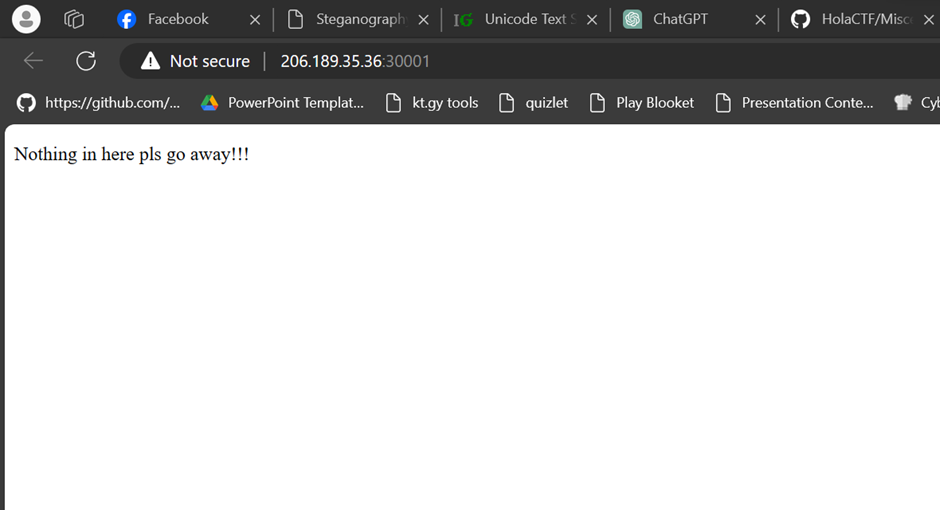 Facebook
Steganograph
Unicode Text S
ChatGPT
HolaCTF/Misc
Not secure
206.189.35.36:30001
https://github.com/...
PowerPoint Templat...
kt.gy tools
quizlet
Play Blooket
Presentation Conte...
Cyb
Nothing in here pls go away!!!